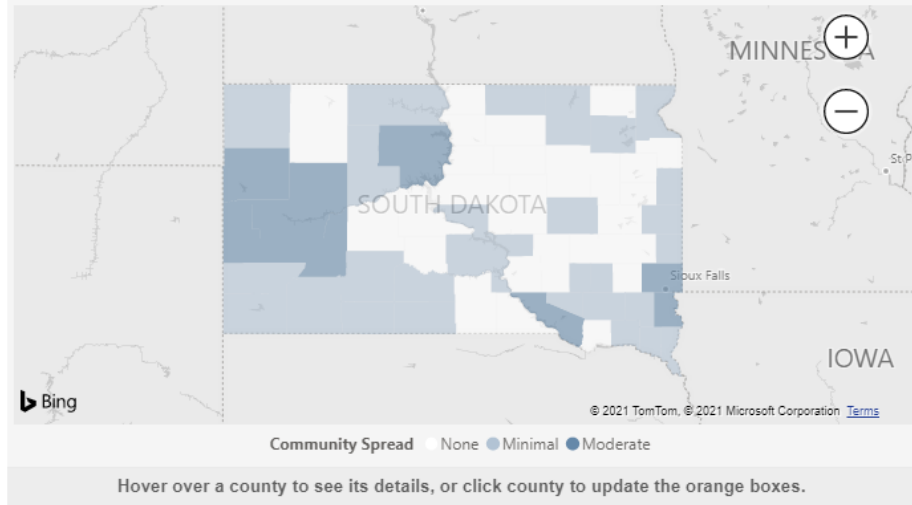 MINNES A
St P
SOUTH DAKOTA
Sioux Falls
IOWA
Bing
© 2021 TomTom, © 2021 Microsoft Corporation Terms
Community Spread None Minimal Moderate
Hover over a county to see its details, or click county to update the orange boxes.